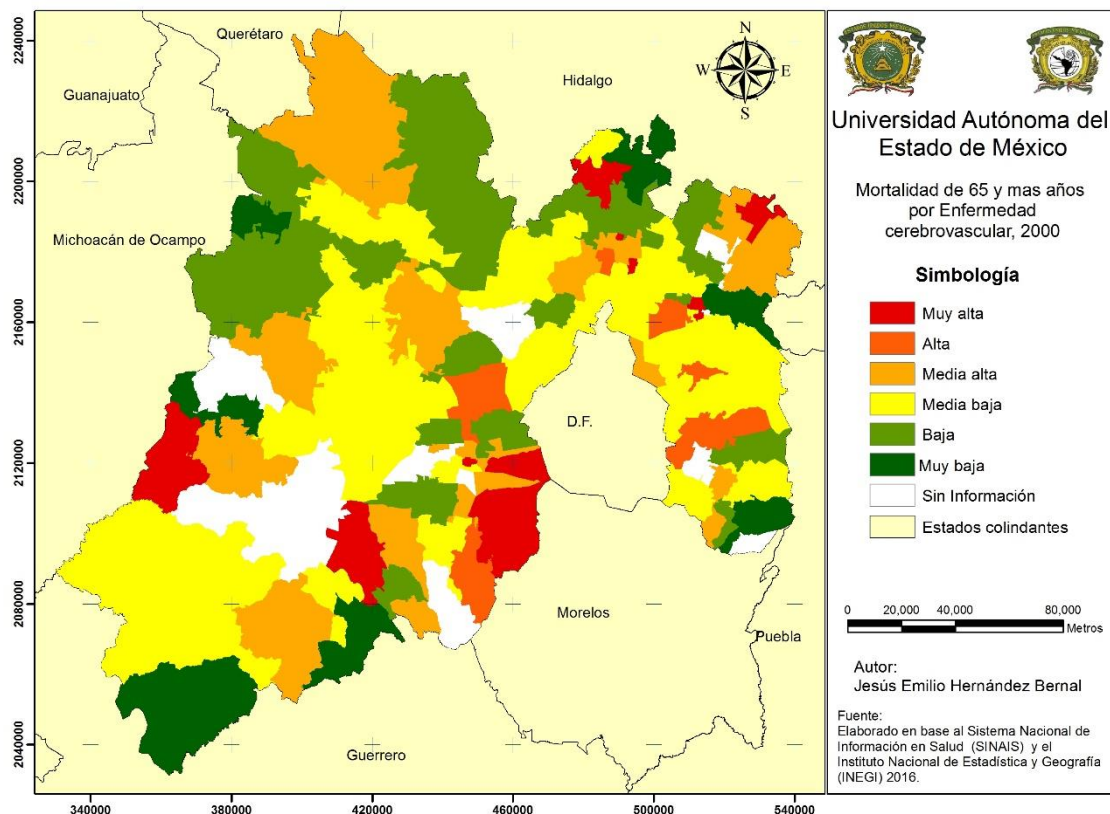 Querétaro
Guanajuato
Hidalgo
Michoacán de Ocampo
D.F.
Morelos
Puebla
Guerrero
N
W E
S
2240000
2200000
2160000
2120000
2080000
2040000
340000 380000 420000 460000 500000 540000
Universidad Autónoma del
Estado de México
Mortalidad de 65 y mas años
por Enfermedad
cerebrovascular, 2000
Simbología
Muy alta
Alta
Media alta
Media baja
Baja
Muy baja
Sin Información
Estados colindantes
0 20,000 40,000 80,000
Metros
Autor:
Jesús Emilio Hernández Bernal
Fuente:
Elaborado en base al Sistema Nacional de
Información en Salud (SINAIS) y el
Instituto Nacional de Estadística y Geografía
(INEGI) 2016.